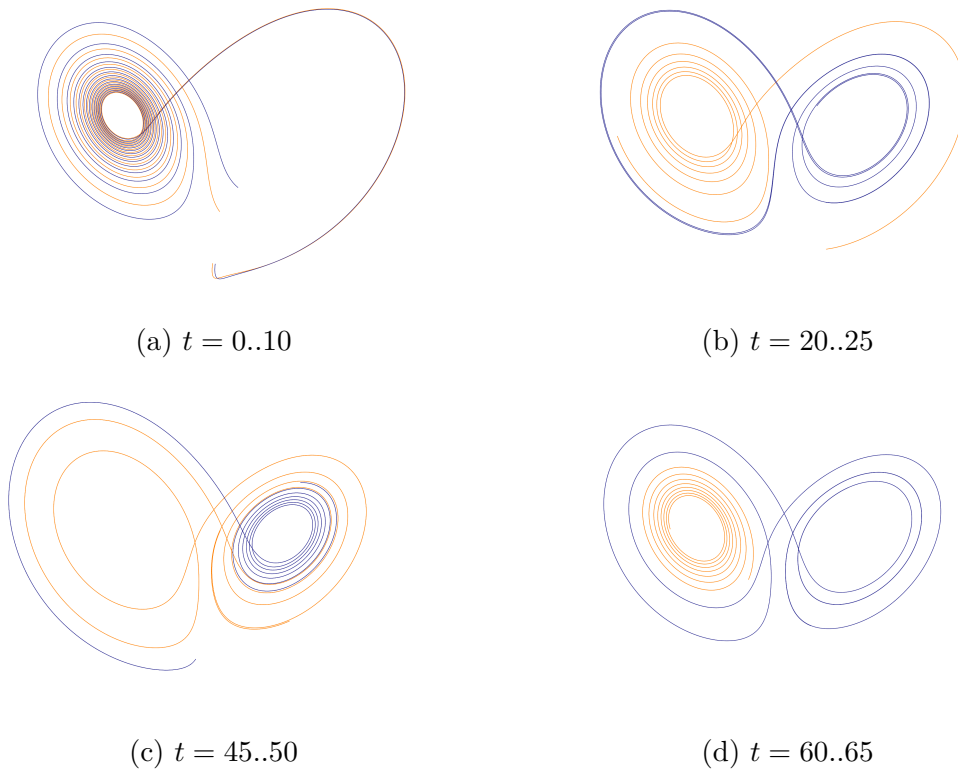 (a) t = 0..10
(b) t = 20..25
(c) t = 45..50
(d) t = 60..65